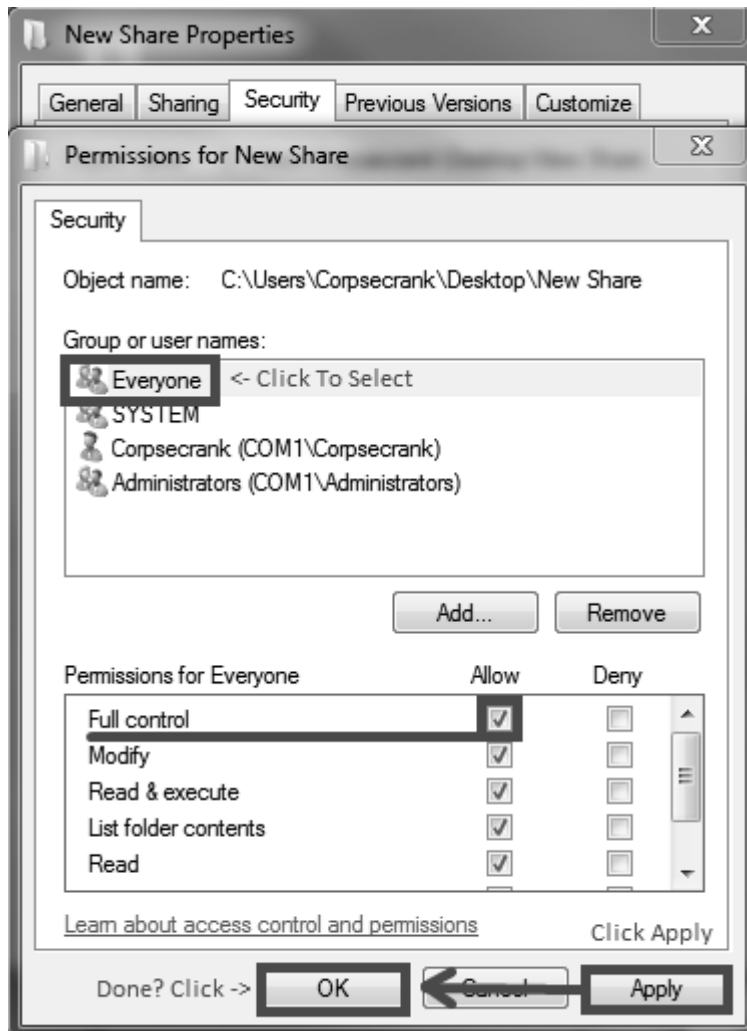 New Share Properties
General Sharing Security Previous Versions Customize
Permissions for New Share
Security
Object name: C:\Users\Corpsecrank\Desktop\New Share
Group or user names:
Everyone <- Click To Select
SYSTEM
Corpsecrank (COM1\Corpsecrank)
Administrators (COM1\Administrators)
Add... Remove
Permissions for Everyone Allow Deny
Full control
Modify
Read & execute
List folder contents
Read
Learn about access control and permissions
Click Apply
Done? Click -> OK Cancel Apply